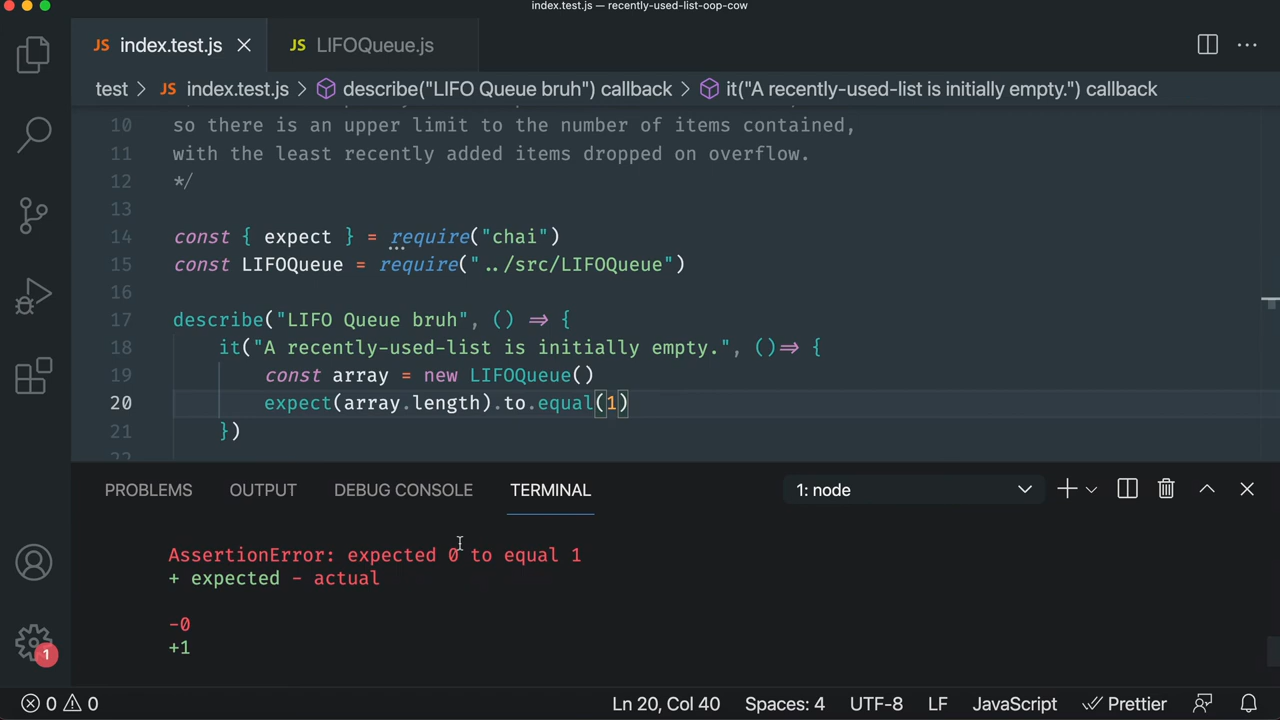 index.test.js — recently-used-list-oop-cow
JS index.test.js
JS LIFOQueue.js
test > JS index.test.js > describe("LIFO Queue bruh") callback > it("A recently-used-list is initially empty.") callback
10 so there is an upper limit to the number of items contained,
11 with the least recently added items dropped on overflow.
12 */
13
14 const { expect } = require("chai")
15 const LIFOQueue = require("../src/LIFOQueue")
16
17 describe("LIFO Queue bruh", () => {
18 it("A recently-used-list is initially empty.", ()=> {
19 const array = new LIFOQueue()
20 expect(array.length).to.equal(1)
21 })
22
PROBLEMS OUTPUT DEBUG CONSOLE TERMINAL 1: node
AssertionError: expected 0 to equal 1
+ expected - actual
-0
+1
1
0 0 Ln 20, Col 40 Spaces: 4 UTF-8 LF JavaScript Prettier